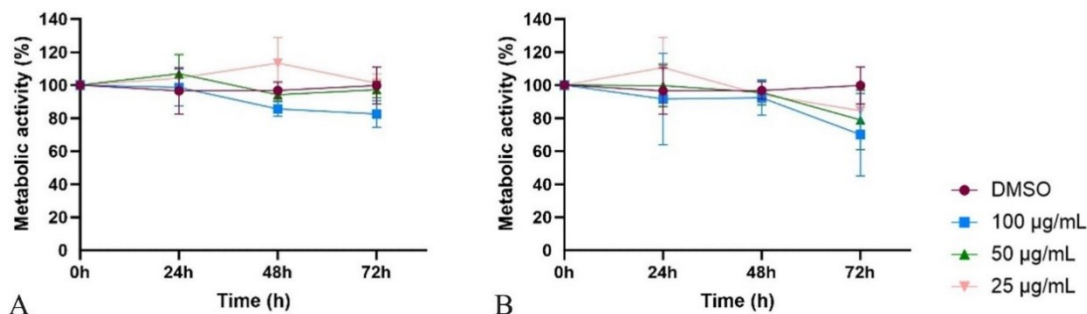 Metabolic activity (%)
140
120
100
80
60
40
20
0
0h 24h 48h 72h
Time (h)
A
Metabolic activity (%)
140
120
100
80
60
40
20
0
0h 24h 48h 72h
Time (h)
B
DMSO
100 µg/mL
50 µg/mL
25 µg/mL